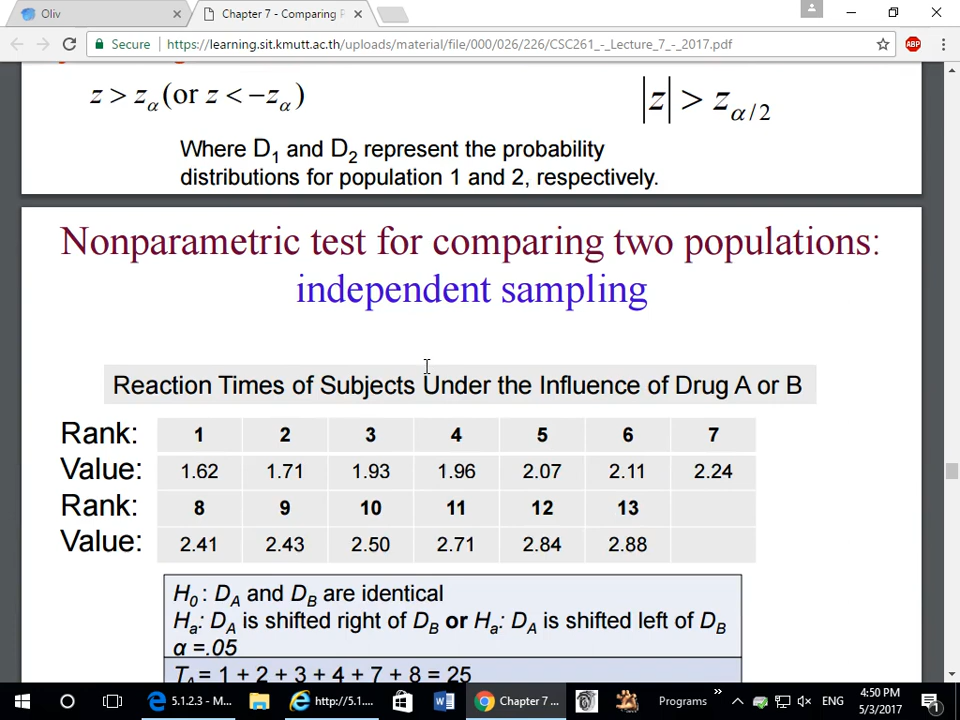 Oliv
Chapter 7 - Comparing P
Secure https://learning.sit.kmutt.ac.th/uploads/material/file/000/026/226/CSC261_-_Lecture_7_-_2017.pdf
ABP
z > zα (or z < −zα)
|z| > zα/2
Where D1 and D2 represent the probability
distributions for population 1 and 2, respectively.
Nonparametric test for comparing two populations:
independent sampling
Reaction Times of Subjects Under the Influence of Drug A or B
Rank: 1 2 3 4 5 6 7
Value: 1.62 1.71 1.93 1.96 2.07 2.11 2.24
Rank: 8 9 10 11 12 13
Value: 2.41 2.43 2.50 2.71 2.84 2.88
H0 : DA and DB are identical
Ha: DA is shifted right of DB or Ha: DA is shifted left of DB
α =.05
TA = 1 + 2 + 3 + 4 + 7 + 8 = 25
5.1.2.3 - M...
http://5.1....
Chapter 7 ...
Programs
ENG
4:50 PM
5/3/2017
1